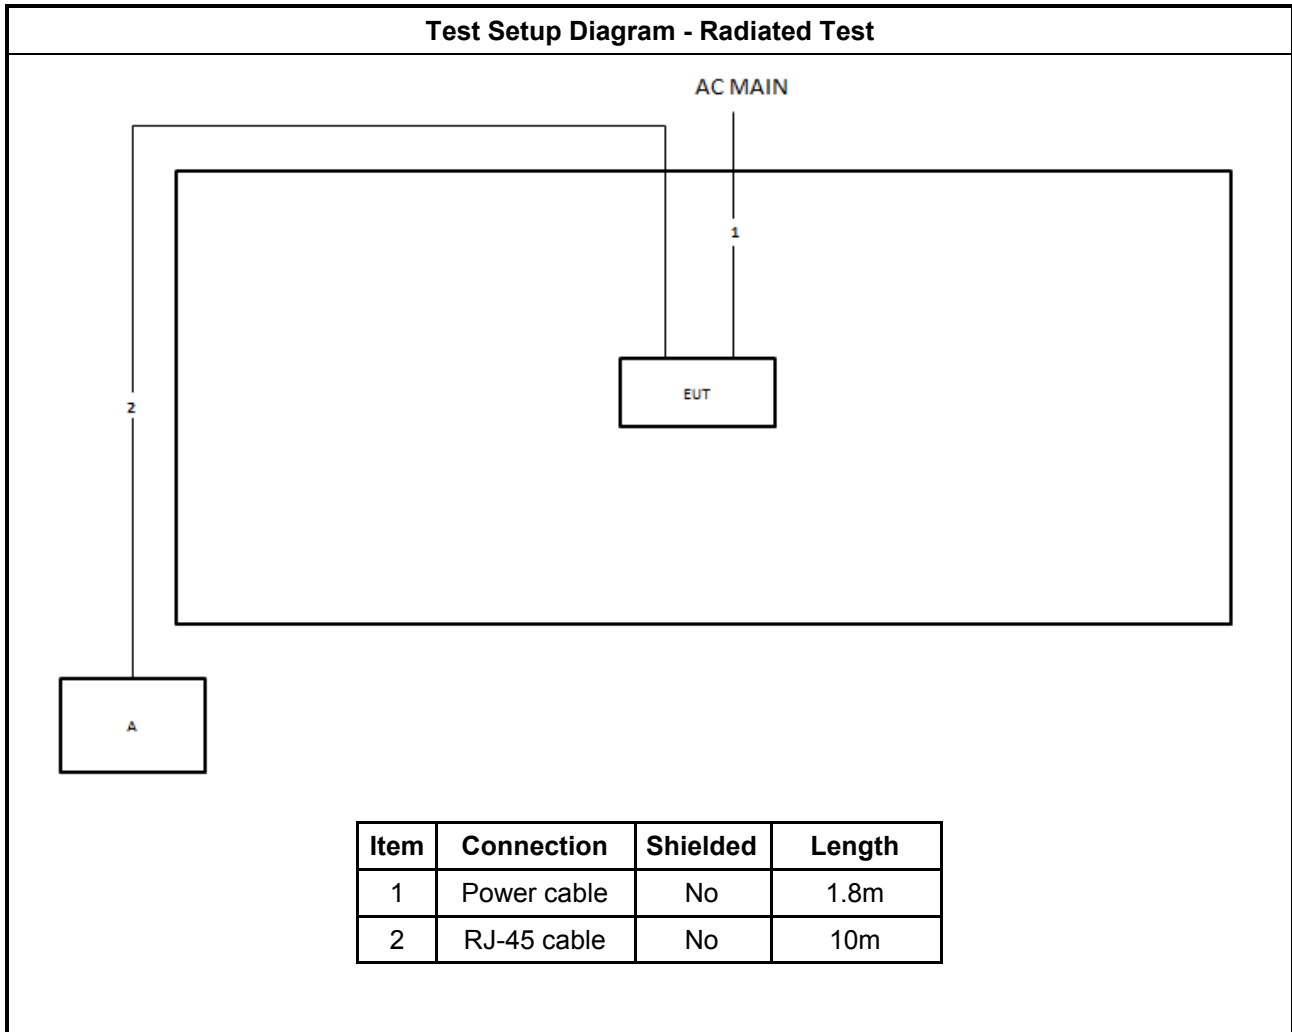 Test Setup Diagram - Radiated Test
AC MAIN
1
EUT
2
A
Item Connection Shielded Length
1 Power cable No 1.8m
2 RJ-45 cable No 10m